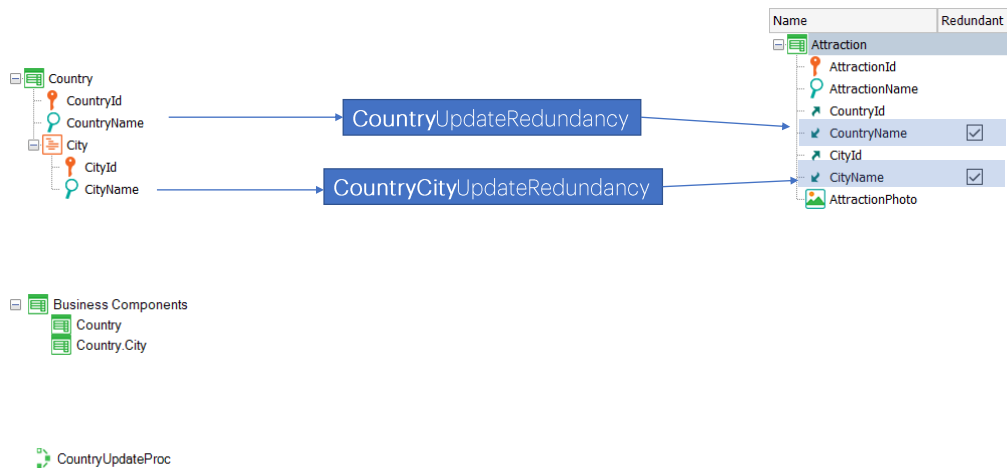 Name Redundant
Attraction
AttractionId
AttractionName
CountryId
CountryName
CityId
CityName
AttractionPhoto
Country
CountryId
CountryName
City
CityId
CityName
CountryUpdateRedundancy
CountryCityUpdateRedundancy
Business Components
Country
Country.City
CountryUpdateProc